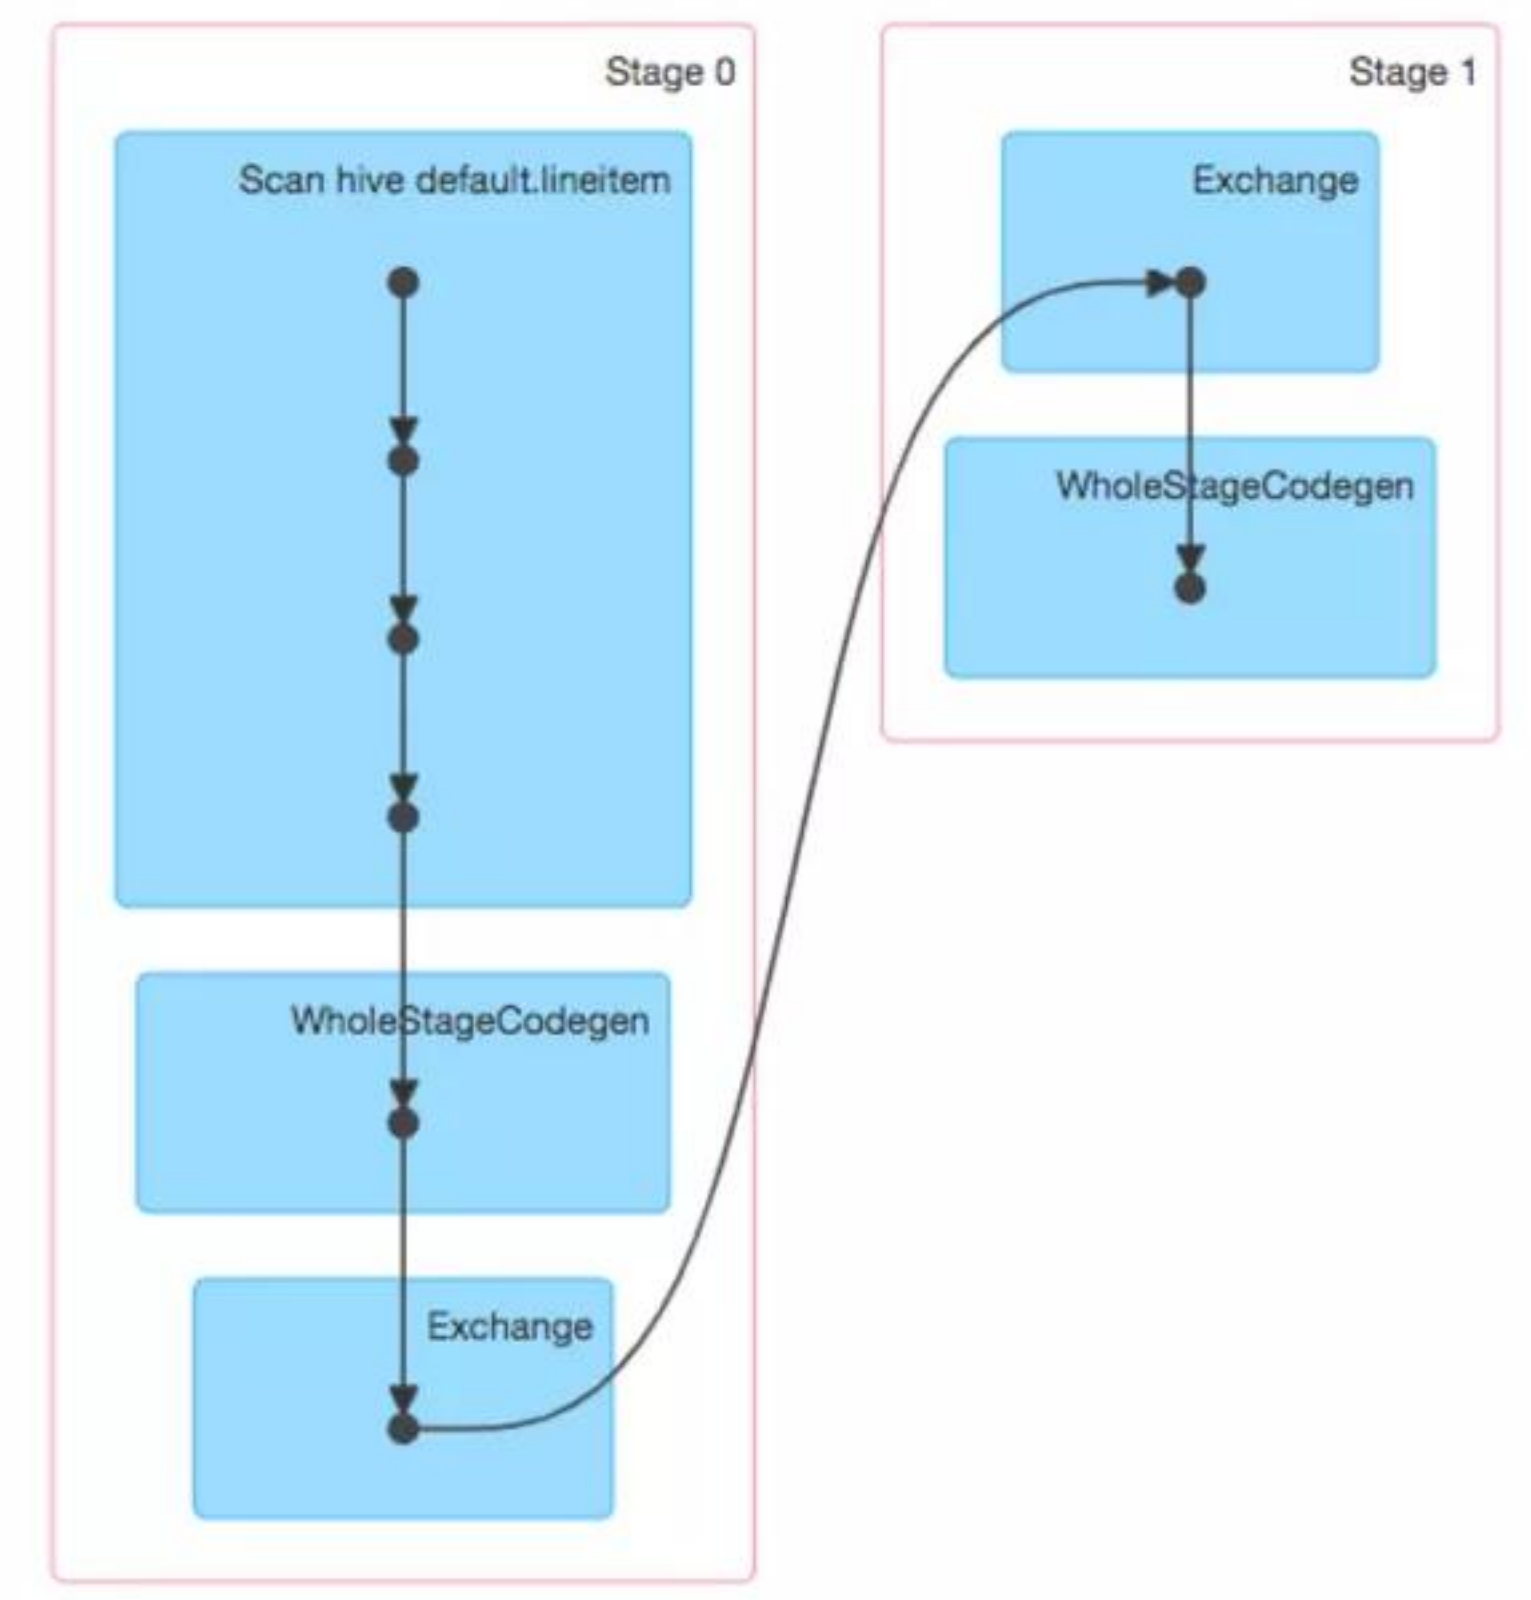 Stage 0
Scan hive default.lineitem
WholeStageCodegen
Exchange
Stage 1
Exchange
WholeStageCodegen